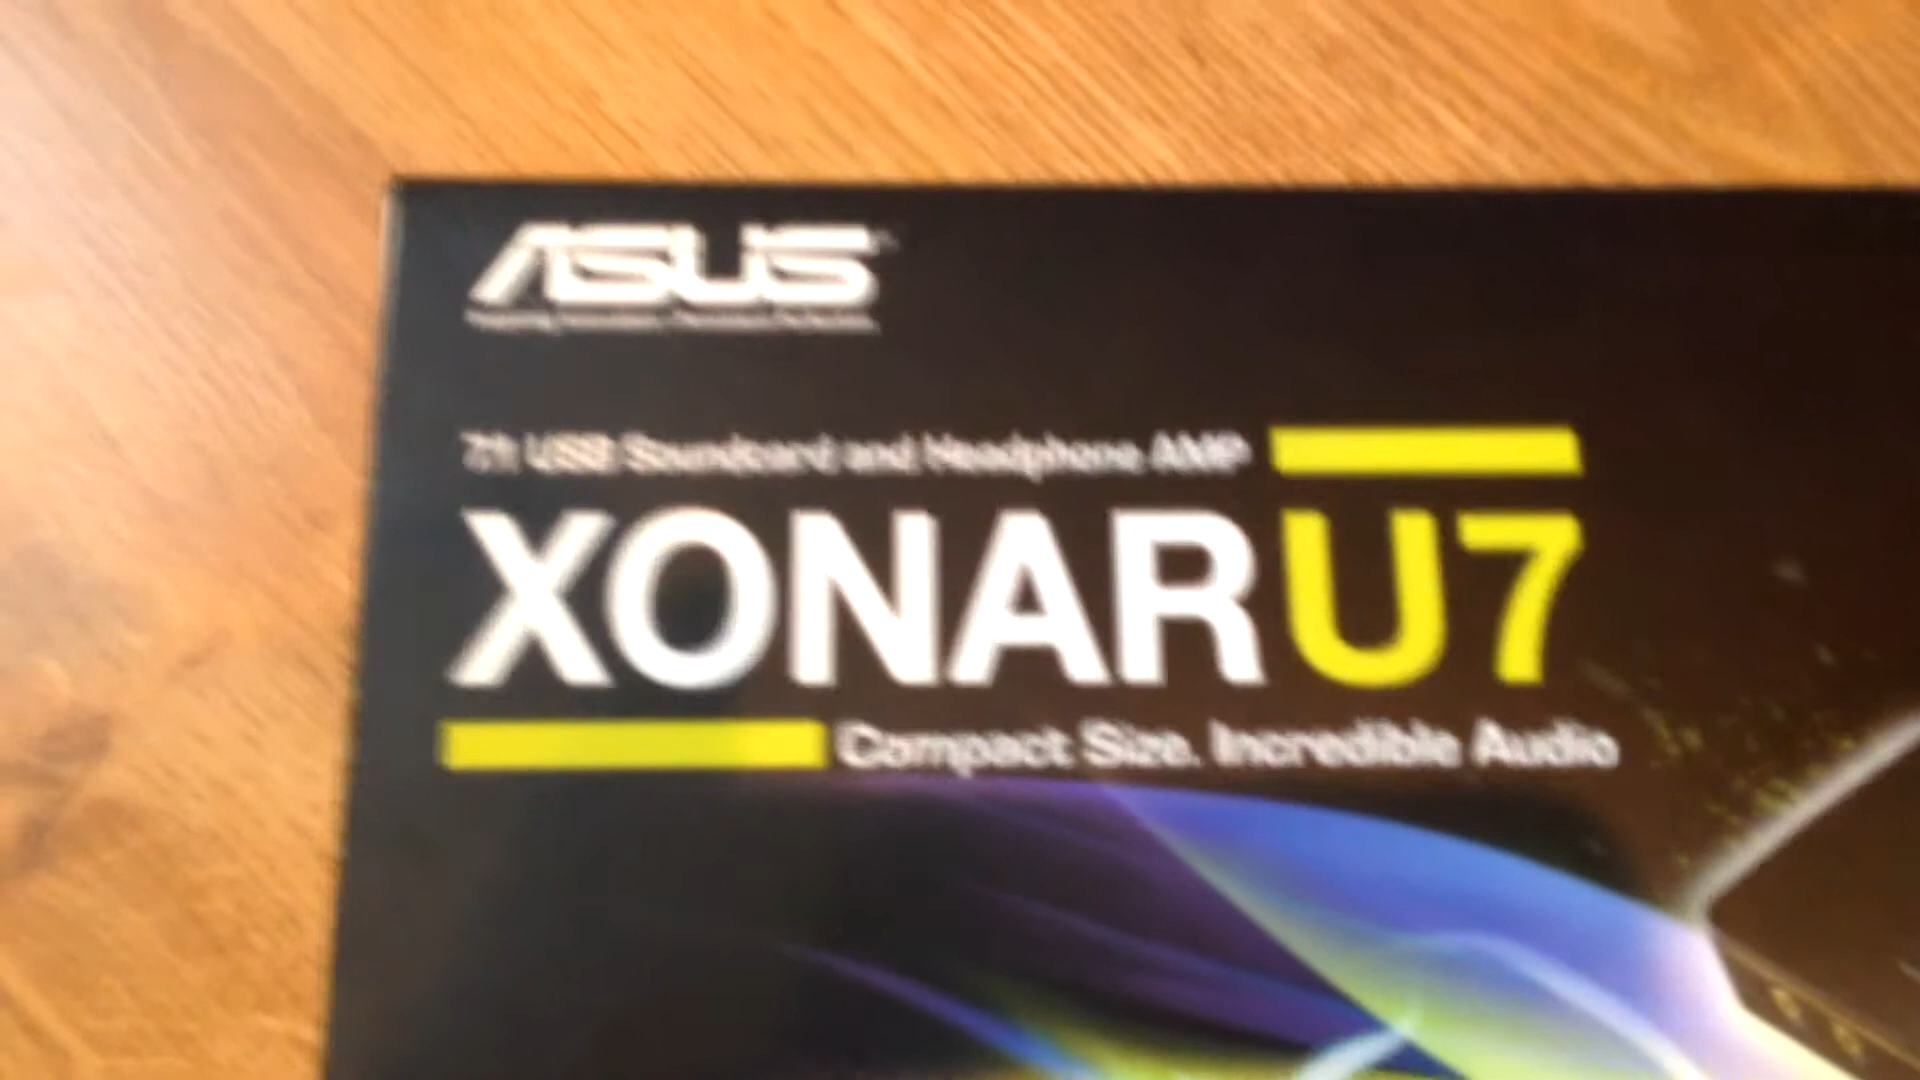 ASUS
7.1 USB Soundcard and Headphone AMP
XONAR U7
Compact Size. Incredible Audio